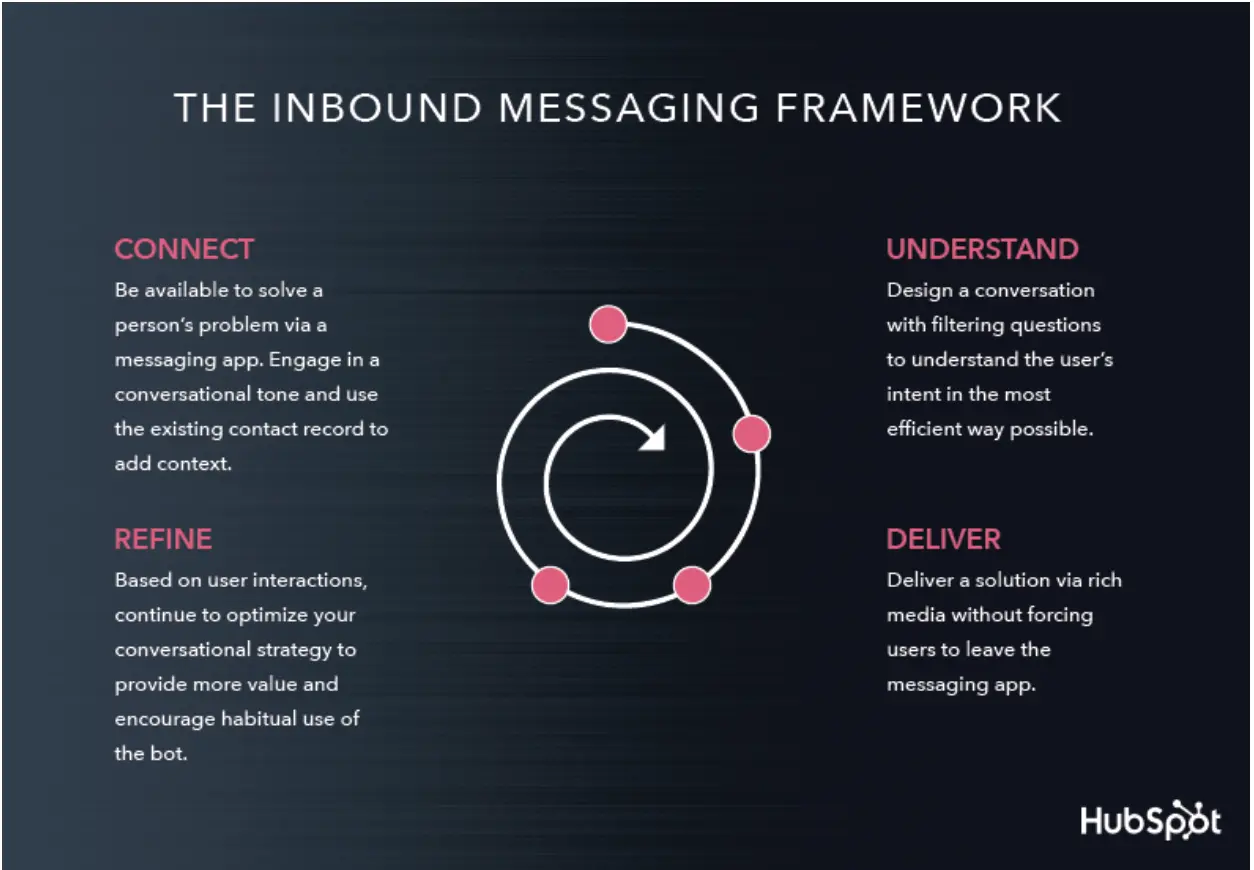 THE INBOUND MESSAGING FRAMEWORK
CONNECT
Be available to solve a
person's problem via a
messaging app. Engage in a
conversational tone and use
the existing contact record to
add context.
UNDERSTAND
Design a conversation
with filtering questions
to understand the user's
intent in the most
efficient way possible.
REFINE
Based on user interactions,
continue to optimize your
conversational strategy to
provide more value and
encourage habitual use of
the bot.
DELIVER
Deliver a solution via rich
media without forcing
users to leave the
messaging app.
HubSpot